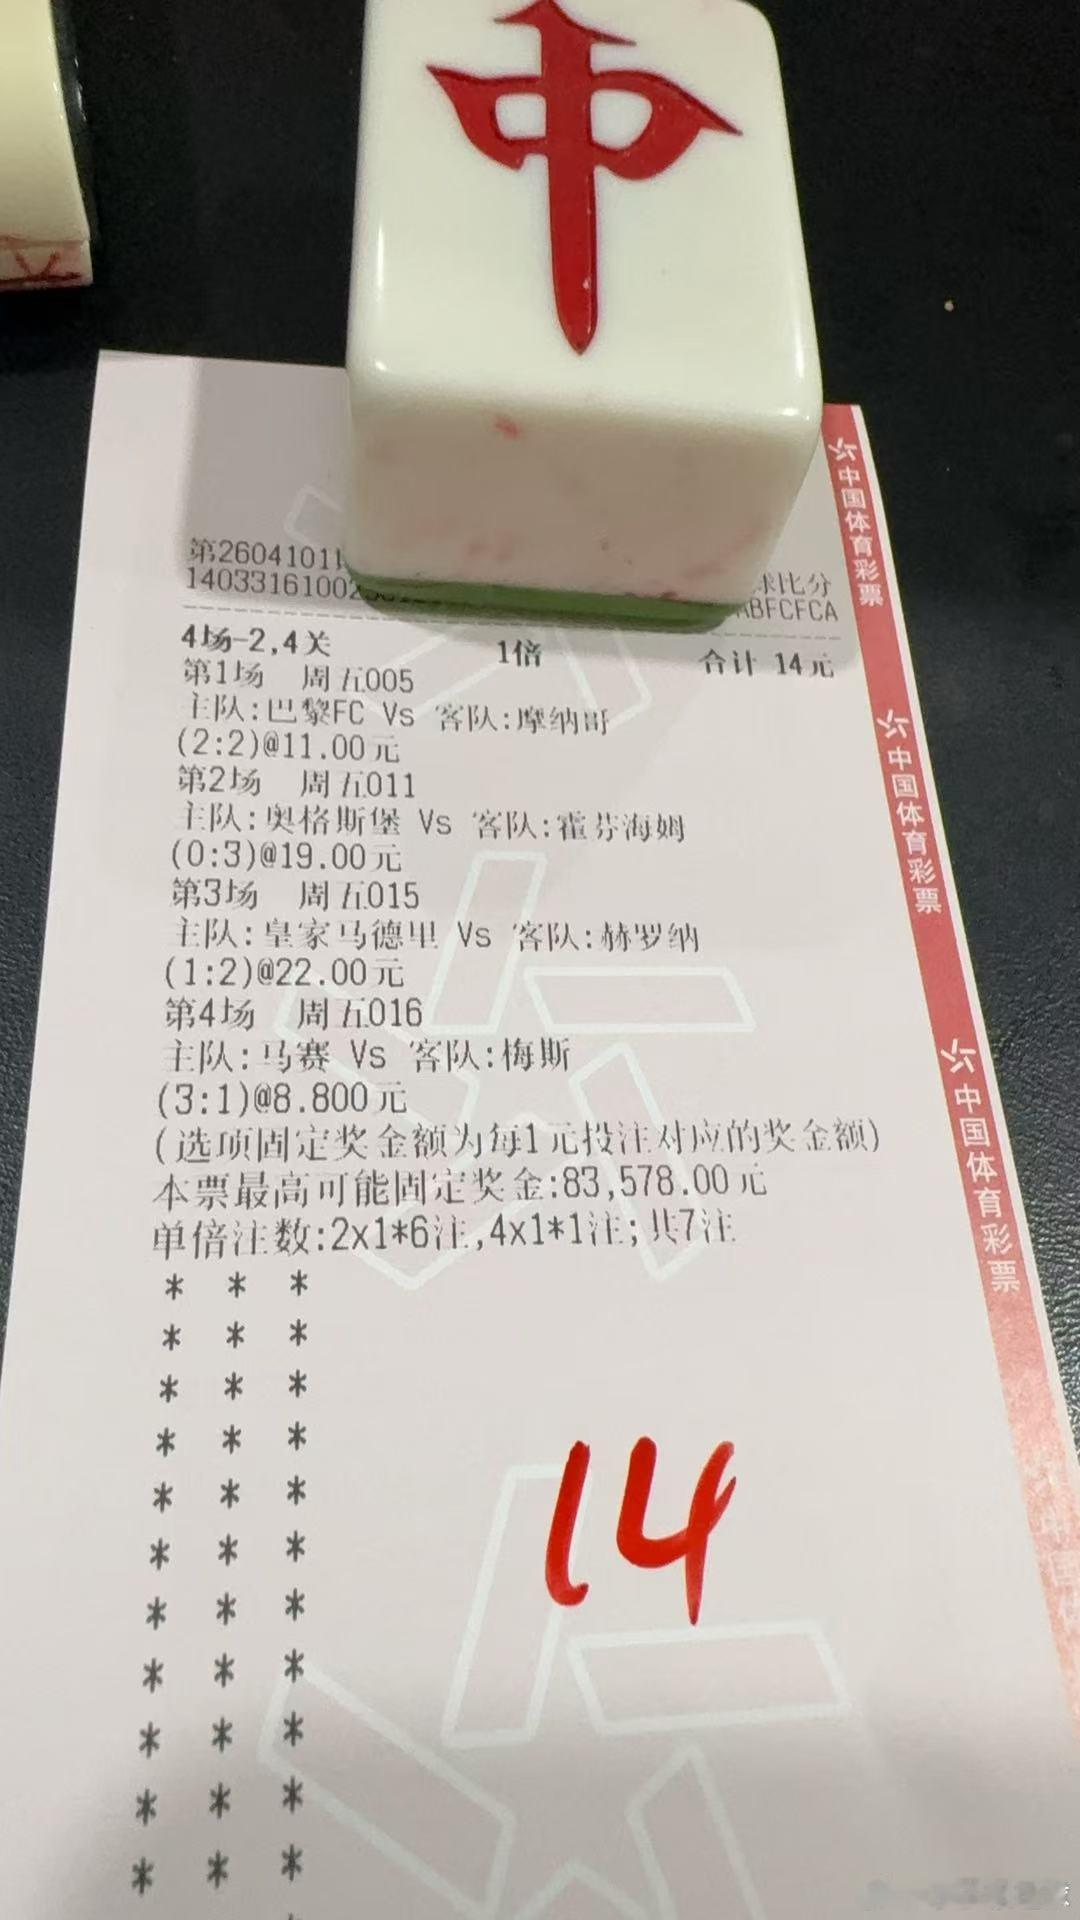 中
第2604101
140331610025 球比分
ABFCFCA
4场-2,4关 1倍 合计 14元
第1场 周五005
主队:巴黎FC Vs 客队:摩纳哥
(2:2)@11.00元
第2场 周五011
主队:奥格斯堡 Vs 客队:霍芬海姆
(0:3)@19.00元
第3场 周五015
主队:皇家马德里 Vs 客队:赫罗纳
(1:2)@22.00元
第4场 周五016
主队:马赛 Vs 客队:梅斯
(3:1)@8.800元
(选项固定奖金额为每1元投注对应的奖金额)
本票最高可能固定奖金:83,578.00元
单倍注数:2x1*6注,4x1*1注;共7注
* * *
* * *
* * *
* * *
* * *
* * *
* * *
* * *
* * *
* * *
* * *
14
中国体育彩票
中国体育彩票
中国体育彩票